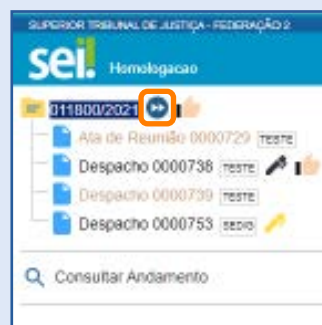 SUPERIOR TRIBUNAL DE JUSTIÇA - FEDERAÇÃO 2
sei! Homologacao
011800/2021
Ata de Reunião 0000729 TESTE
Despacho 0000738 TESTE
Despacho 0000739 TESTE
Despacho 0000753 SEDIG
Consultar Andamento